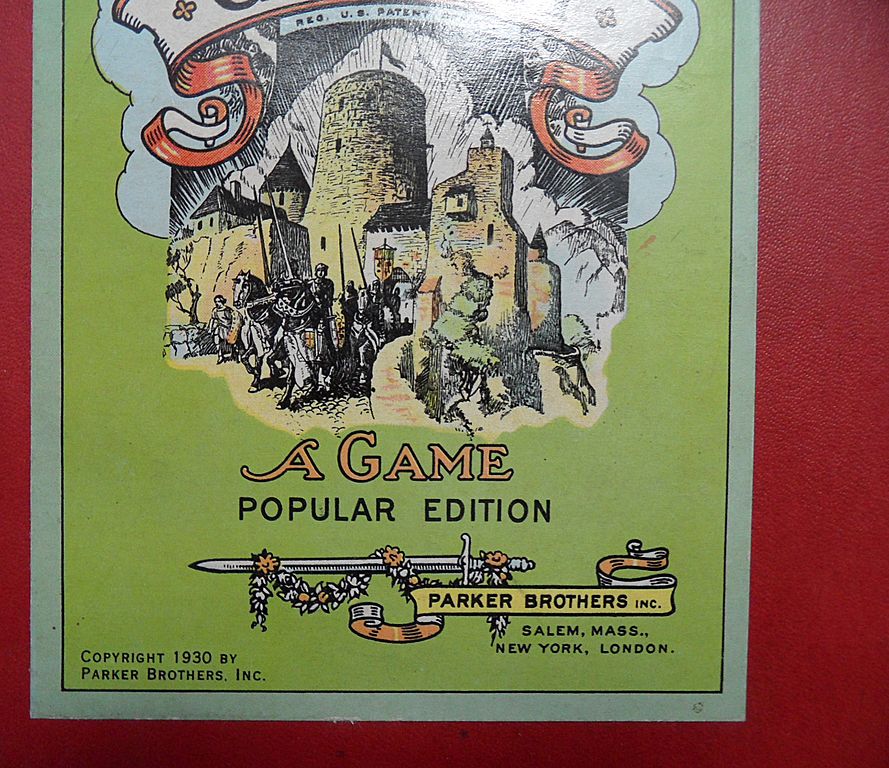 REG. U.S. PATENT
A GAME
POPULAR EDITION
PARKER BROTHERS INC.
SALEM, MASS.,
NEW YORK, LONDON.
COPYRIGHT 1930 BY
PARKER BROTHERS, INC.